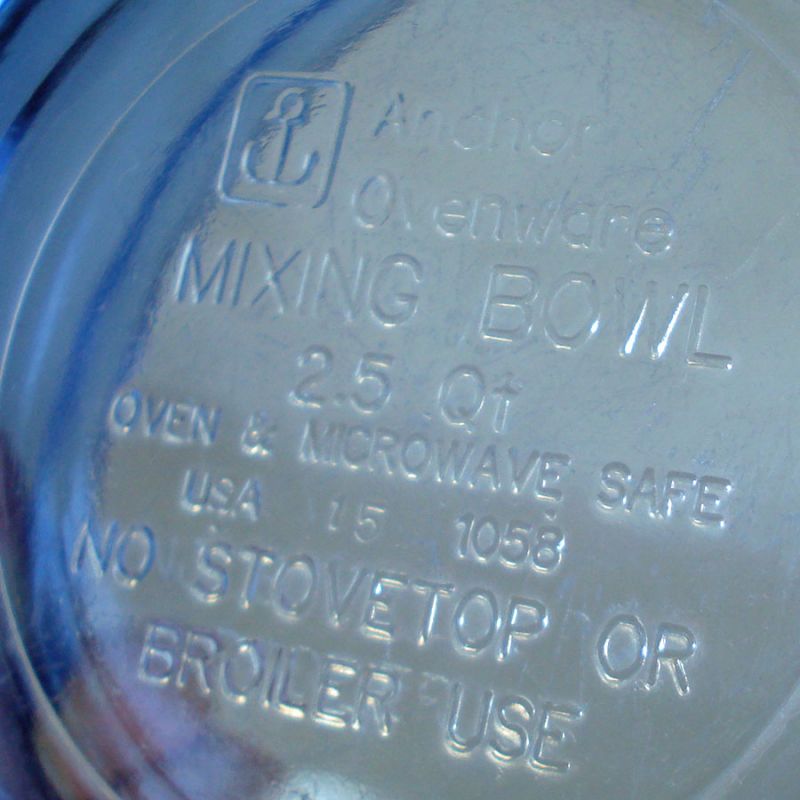 Anchor
Ovenware
MIXING BOWL
2.5 Qt
OVEN & MICROWAVE SAFE
USA 15 1058
NO STOVETOP OR
BROILER USE